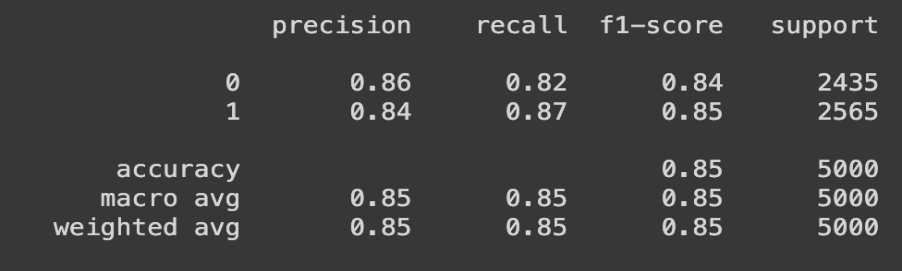 precision recall f1-score support
0 0.86 0.82 0.84 2435
1 0.84 0.87 0.85 2565
accuracy 0.85 5000
macro avg 0.85 0.85 0.85 5000
weighted avg 0.85 0.85 0.85 5000